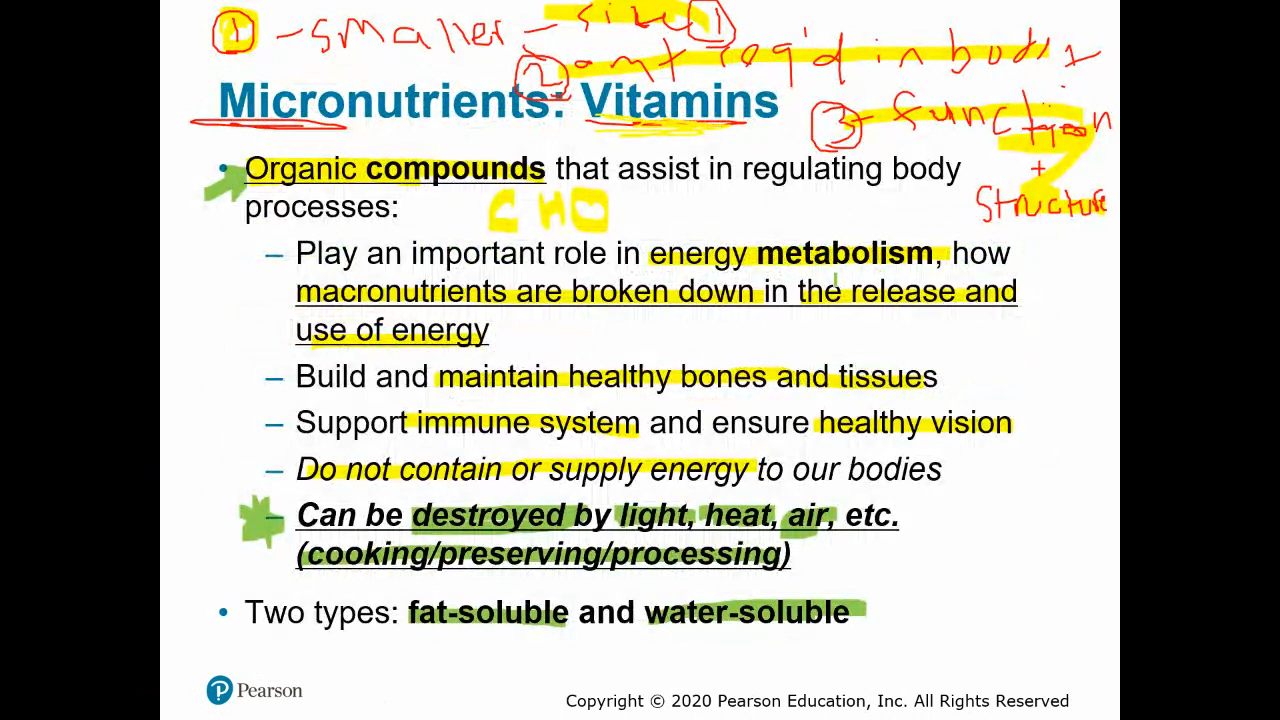 ① - smaller - size ①
② amt req'd in body
Micronutrients: Vitamins
③ - function
+
structure
• Organic compounds that assist in regulating body
processes:
CHO
– Play an important role in energy metabolism, how
macronutrients are broken down in the release and
use of energy
– Build and maintain healthy bones and tissues
– Support immune system and ensure healthy vision
– Do not contain or supply energy to our bodies
– Can be destroyed by light, heat, air, etc.
(cooking/preserving/processing)
• Two types: fat-soluble and water-soluble
P Pearson
Copyright © 2020 Pearson Education, Inc. All Rights Reserved